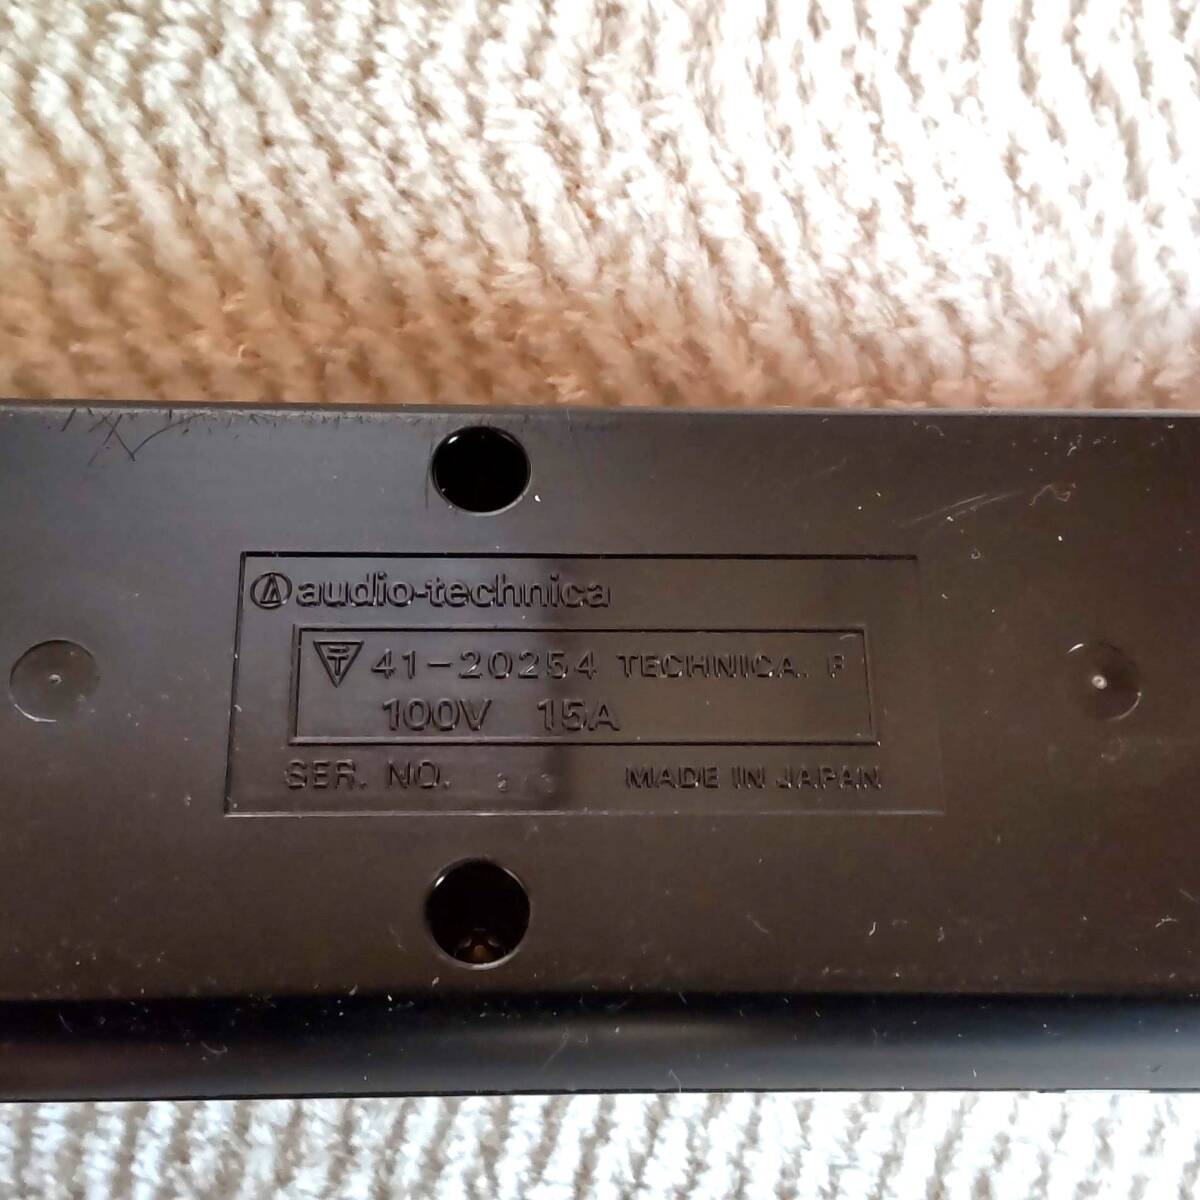 audio-technica
41-20254 TECHNICA. F
100V 15A
SER. NO. MADE IN JAPAN